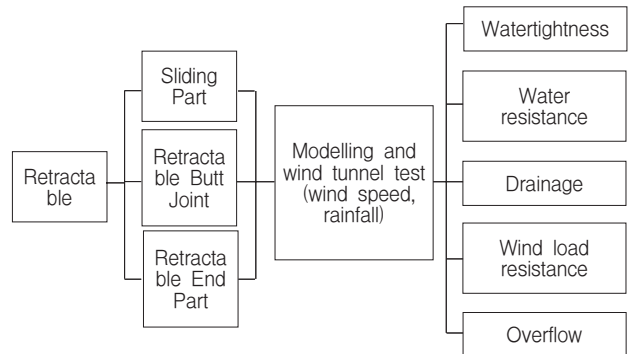 Retracta
ble
Sliding
Part
Retracta
ble Butt
Joint
Retracta
ble End
Part
Modelling and
wind tunnel test
(wind speed,
rainfall)
Watertightness
Water
resistance
Drainage
Wind load
resistance
Overflow